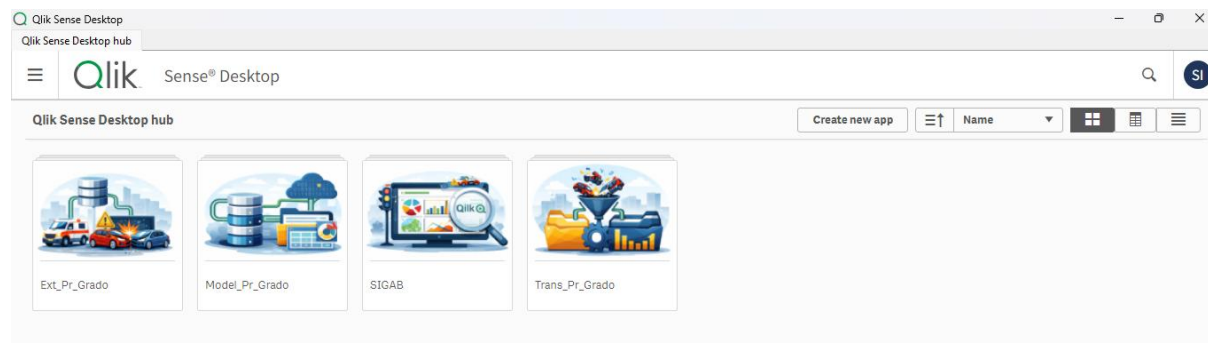 Qlik Sense Desktop
Qlik Sense Desktop hub
Qlik Sense® Desktop
SI
Qlik Sense Desktop hub
Create new app
Name
Qilk
Ext_Pr_Grado
Model_Pr_Grado
SIGAB
Trans_Pr_Grado